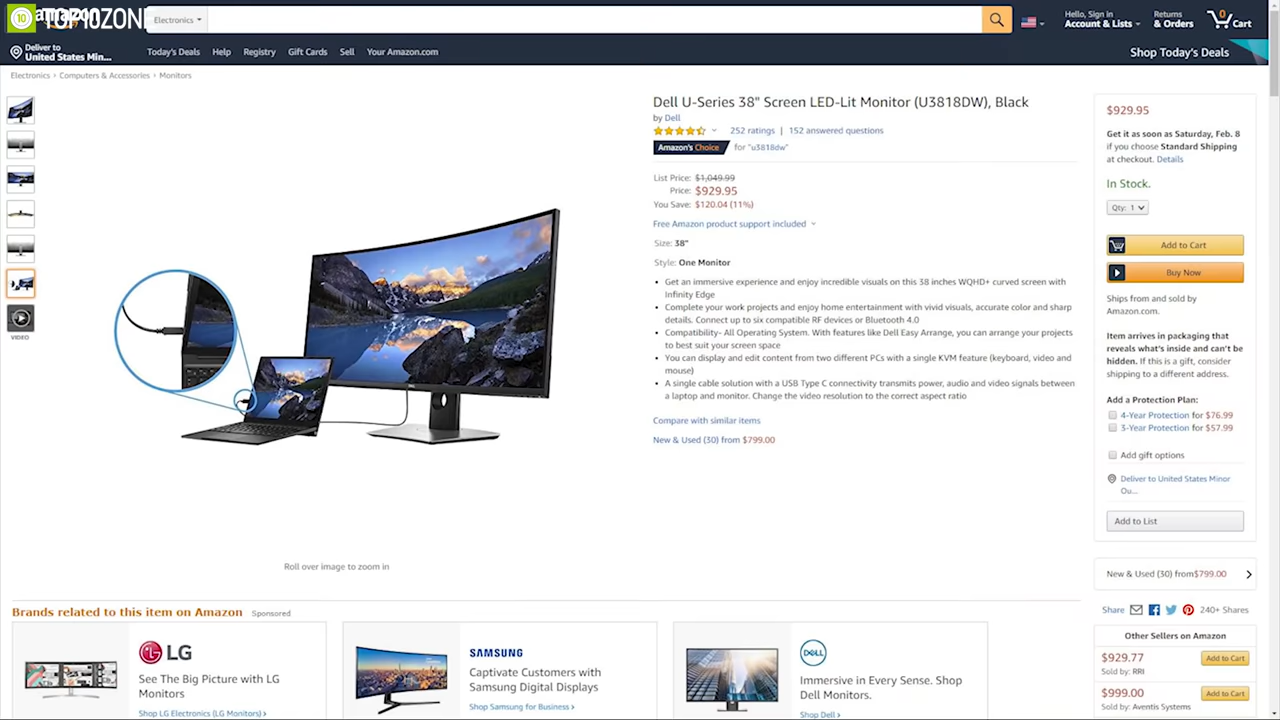 10 TOP10ZONE
Electronics
Hello, Sign in
Account & Lists
Returns
& Orders
0
Cart
Deliver to
United States Min...
Today's Deals Help Registry Gift Cards Sell Your Amazon.com
Shop Today's Deals
Electronics › Computers & Accessories › Monitors
VIDEO
Roll over image to zoom in
Dell U-Series 38" Screen LED-Lit Monitor (U3818DW), Black
by Dell
252 ratings | 152 answered questions
Amazon's Choice for "u3818dw"
List Price: $1,049.99
Price: $929.95
You Save: $120.04 (11%)
Free Amazon product support included
Size: 38"
Style: One Monitor
• Get an immersive experience and enjoy incredible visuals on this 38 inches WQHD+ curved screen with
Infinity Edge
• Complete your work projects and enjoy home entertainment with vivid visuals, accurate color and sharp
details. Connect up to six compatible RF devices or Bluetooth 4.0
• Compatibility- All Operating System. With features like Dell Easy Arrange, you can arrange your projects
to best suit your screen space
• You can display and edit content from two different PCs with a single KVM feature (keyboard, video and
mouse)
• A single cable solution with a USB Type C connectivity transmits power, audio and video signals between
a laptop and monitor. Change the video resolution to the correct aspect ratio
Compare with similar items
New & Used (30) from $799.00
$929.95
Get it as soon as Saturday, Feb. 8
if you choose Standard Shipping
at checkout. Details
In Stock.
Qty: 1
Add to Cart
Buy Now
Ships from and sold by
Amazon.com.
Item arrives in packaging that
reveals what's inside and can't be
hidden. If this is a gift, consider
shipping to a different address.
Add a Protection Plan:
4-Year Protection for $76.99
3-Year Protection for $57.99
Add gift options
Deliver to United States Minor
Ou...
Add to List
New & Used (30) from$799.00
Share 240+ Shares
Other Sellers on Amazon
$929.77
Add to Cart
Sold by: RRI
$999.00
Add to Cart
Sold by: Aventis Systems
Brands related to this item on Amazon Sponsored
LG
See The Big Picture with LG
Monitors
Shop LG Electronics (LG Monitors) ›
SAMSUNG
Captivate Customers with
Samsung Digital Displays
Shop Samsung for Business ›
DELL
Immersive in Every Sense. Shop
Dell Monitors.
Shop Dell ›